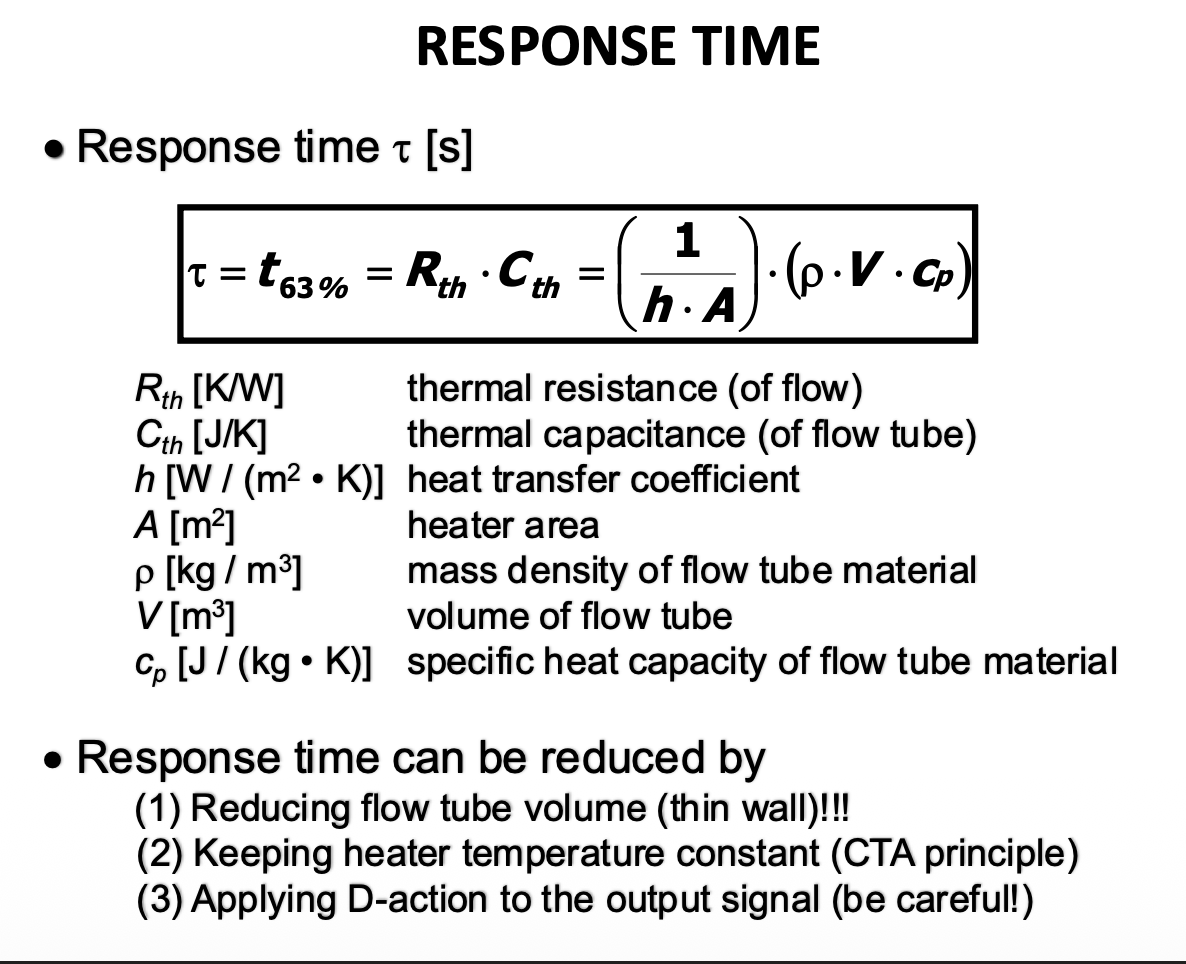 RESPONSE TIME
• Response time τ [s]
τ = t63% = Rth · Cth = (1 / h · A) · (ρ · V · cp)
Rth [K/W] thermal resistance (of flow)
Cth [J/K] thermal capacitance (of flow tube)
h [W / (m² • K)] heat transfer coefficient
A [m²] heater area
ρ [kg / m³] mass density of flow tube material
V [m³] volume of flow tube
cp [J / (kg • K)] specific heat capacity of flow tube material
• Response time can be reduced by
(1) Reducing flow tube volume (thin wall)!!!
(2) Keeping heater temperature constant (CTA principle)
(3) Applying D-action to the output signal (be careful!)